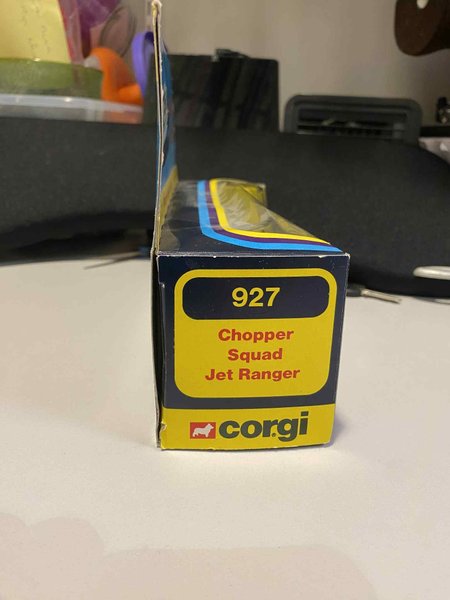 927
Chopper
Squad
Jet Ranger
corgi